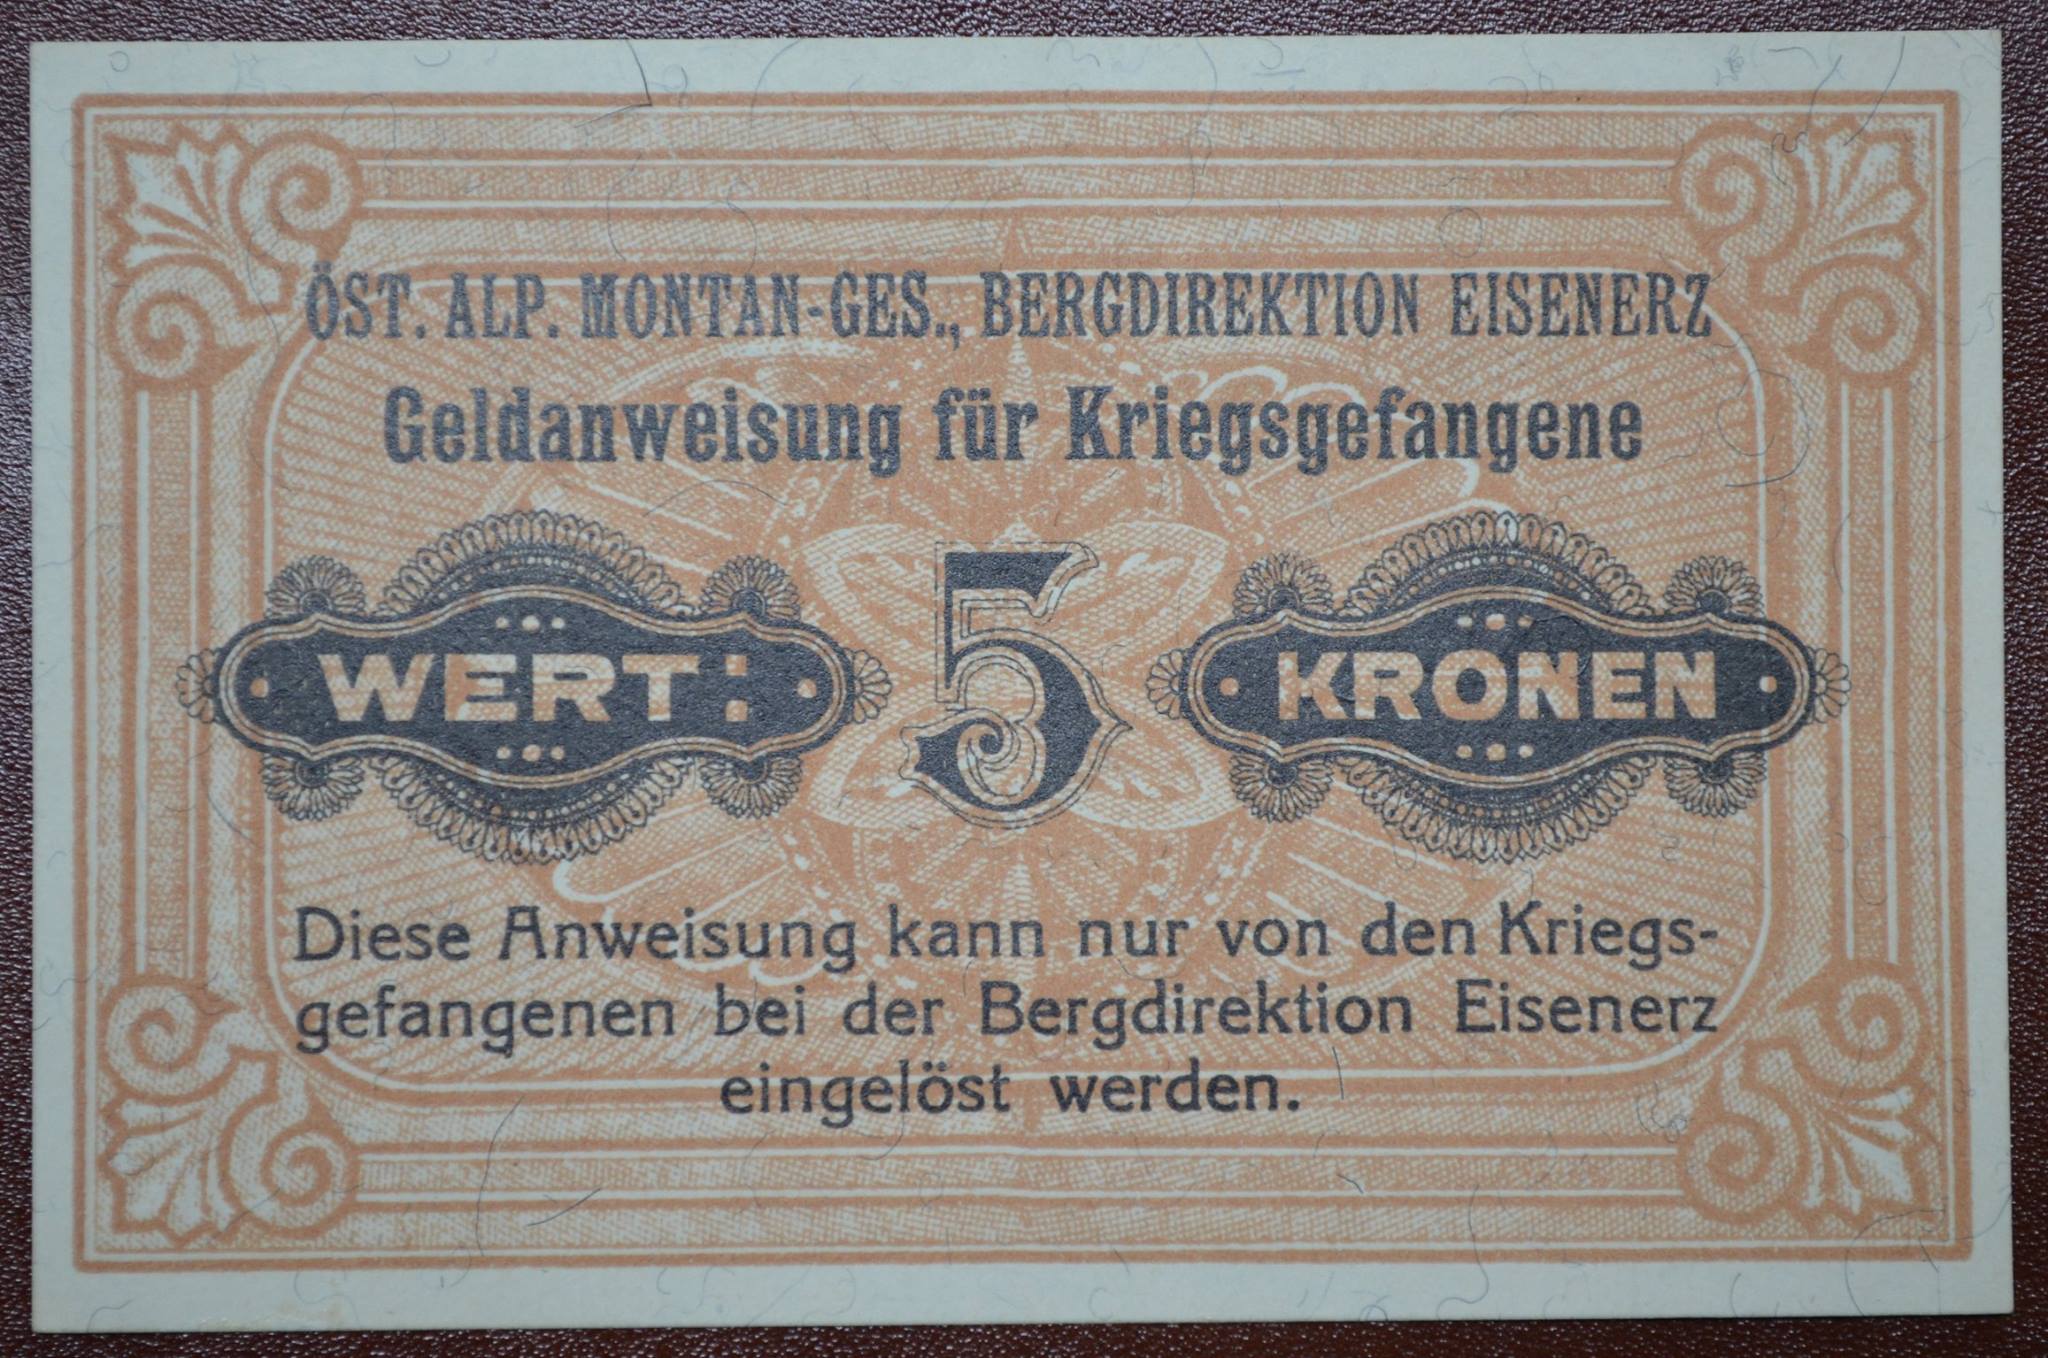 ÖST. ALP. MONTAN-GES., BERGDIREKTION EISENERZ
Geldanweisung für Kriegsgefangene
WERT: 5 KRONEN
Diese Anweisung kann nur von den Kriegs-
gefangenen bei der Bergdirektion Eisenerz
eingelöst werden.